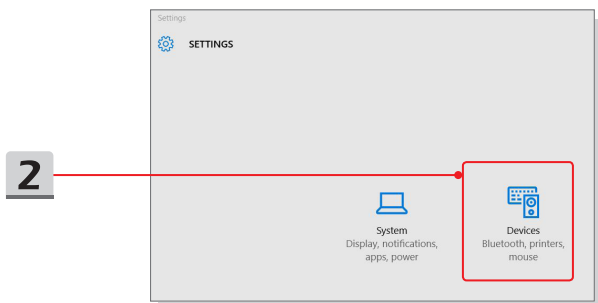 Settings
SETTINGS
2
System
Display, notifications,
apps, power
Devices
Bluetooth, printers,
mouse